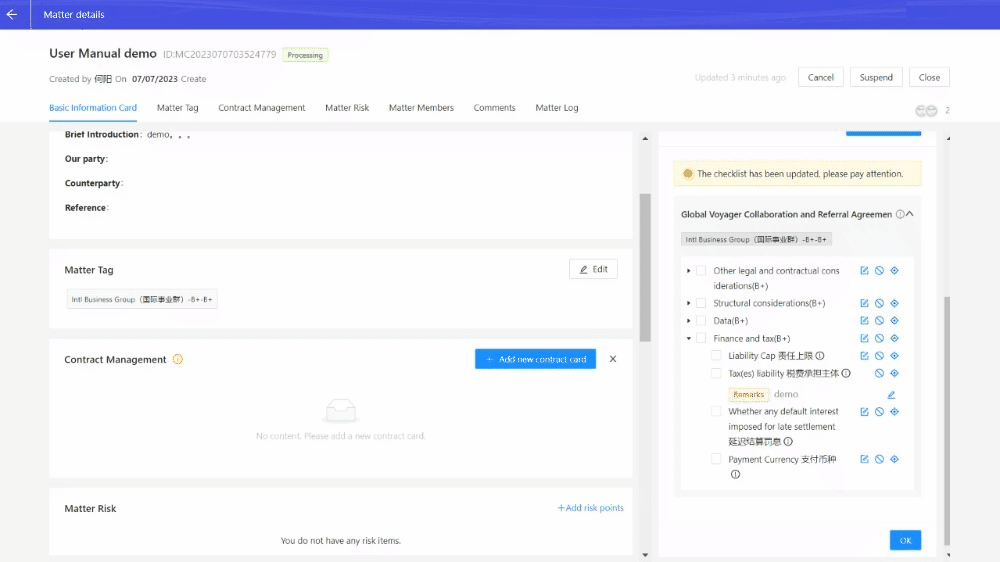 Matter details
User Manual demo ID:MC2023070703524779 Processing
Created by 何阳 On 07/07/2023 Create
Updated 3 minutes ago Cancel Suspend Close
Basic Information Card Matter Tag Contract Management Matter Risk Matter Members Comments Matter Log
2
Brief Introduction: demo。。。
Our party:
Counterparty:
Reference:
Matter Tag
Edit
Intl Business Group（国际事业群）-B+-B+
Contract Management
+ Add new contract card
No content. Please add a new contract card.
Matter Risk
+Add risk points
You do not have any risk items.
The checklist has been updated, please pay attention.
Global Voyager Collaboration and Referral Agreemen
Intl Business Group（国际事业群）-B+-B+
Other legal and contractual cons
iderations(B+)
Structural considerations(B+)
Data(B+)
Finance and tax(B+)
Liability Cap 责任上限
Tax(es) liability 税费承担主体
Remarks demo
Whether any default interest
imposed for late settlement
延迟结算罚息
Payment Currency 支付币种
OK